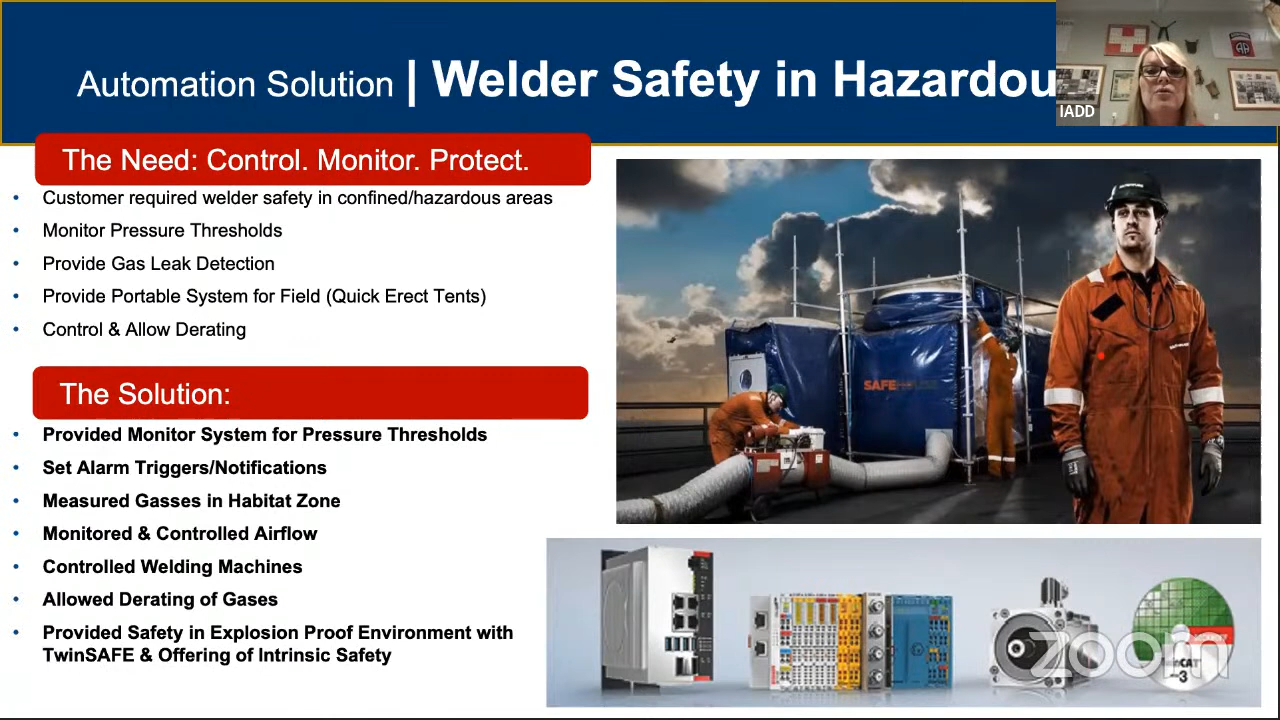 Automation Solution | Welder Safety in Hazardou
IADD
The Need: Control. Monitor. Protect.
• Customer required welder safety in confined/hazardous areas
• Monitor Pressure Thresholds
• Provide Gas Leak Detection
• Provide Portable System for Field (Quick Erect Tents)
• Control & Allow Derating
SAFEHOUSE
The Solution:
• Provided Monitor System for Pressure Thresholds
• Set Alarm Triggers/Notifications
• Measured Gasses in Habitat Zone
• Monitored & Controlled Airflow
• Controlled Welding Machines
• Allowed Derating of Gases
• Provided Safety in Explosion Proof Environment with
TwinSAFE & Offering of Intrinsic Safety
zoom